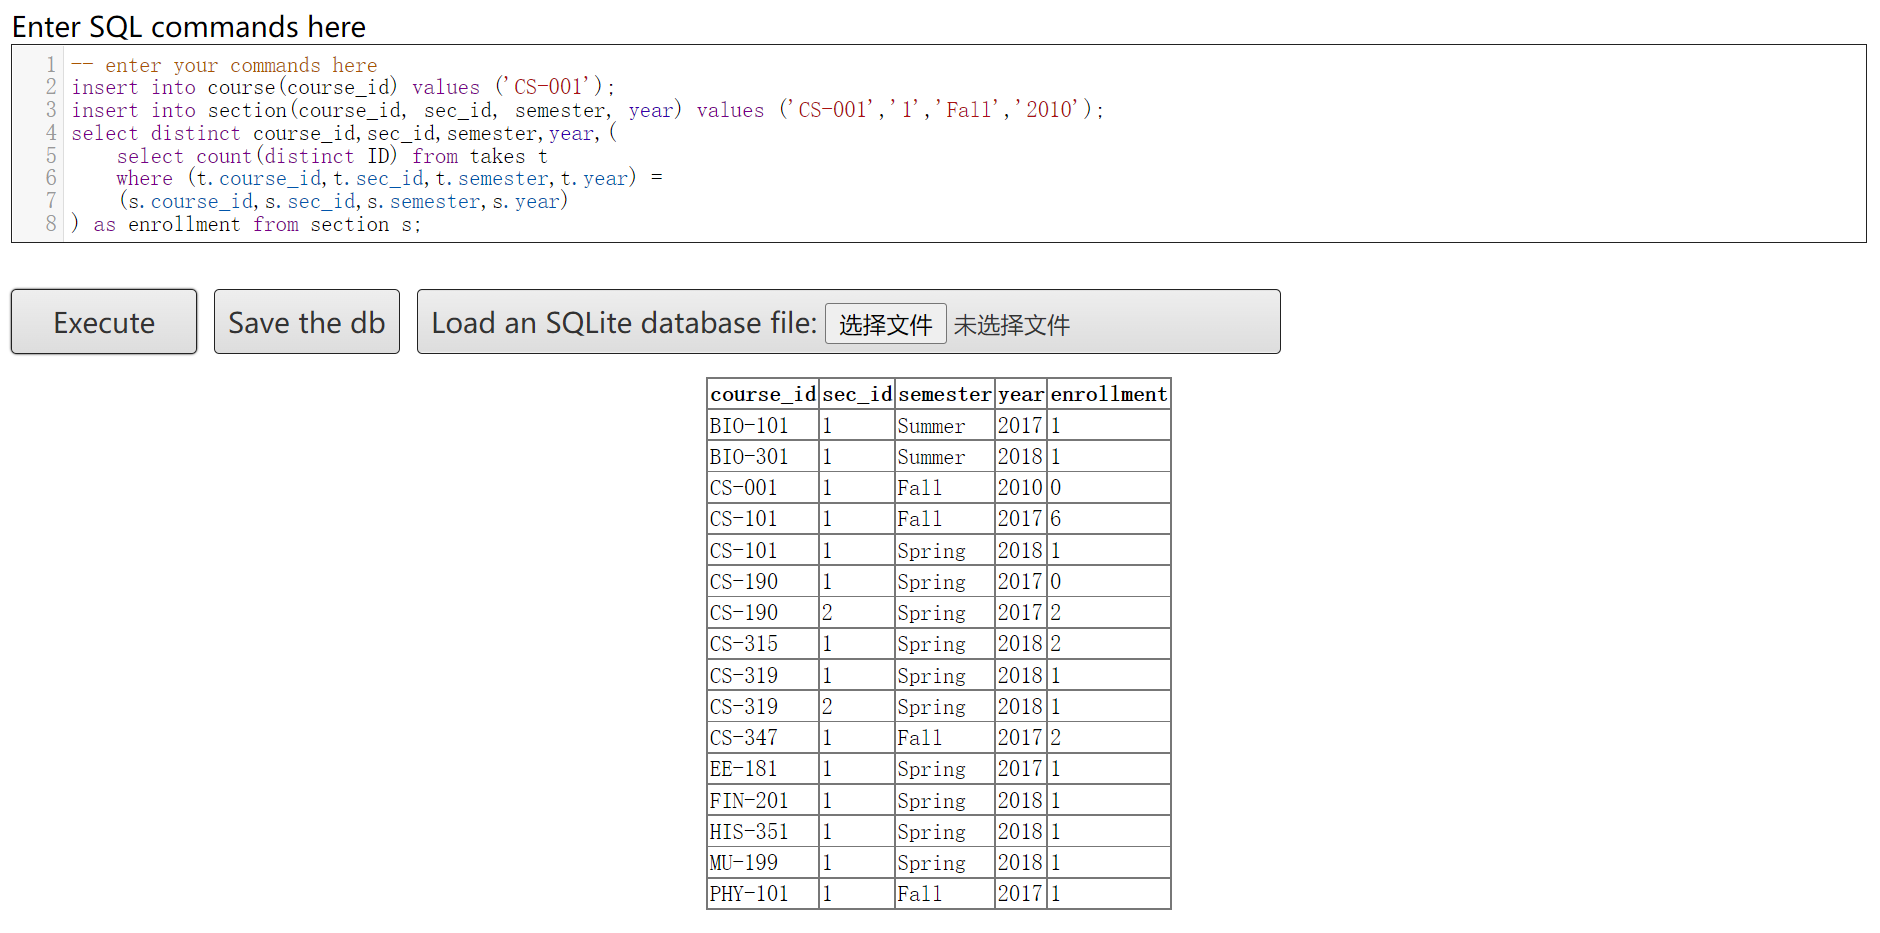 Enter SQL commands here
1 -- enter your commands here
2 insert into course(course_id) values ('CS-001');
3 insert into section(course_id, sec_id, semester, year) values ('CS-001','1','Fall','2010');
4 select distinct course_id,sec_id,semester,year,(
5     select count(distinct ID) from takes t
6     where (t.course_id,t.sec_id,t.semester,t.year) =
7     (s.course_id,s.sec_id,s.semester,s.year)
8 ) as enrollment from section s;
Execute Save the db Load an SQLite database file: 选择文件 未选择文件
course_id sec_id semester year enrollment
BIO-101 1 Summer 2017 1
BIO-301 1 Summer 2018 1
CS-001 1 Fall 2010 0
CS-101 1 Fall 2017 6
CS-101 1 Spring 2018 1
CS-190 1 Spring 2017 0
CS-190 2 Spring 2017 2
CS-315 1 Spring 2018 2
CS-319 1 Spring 2018 1
CS-319 2 Spring 2018 1
CS-347 1 Fall 2017 2
EE-181 1 Spring 2017 1
FIN-201 1 Spring 2018 1
HIS-351 1 Spring 2018 1
MU-199 1 Spring 2018 1
PHY-101 1 Fall 2017 1